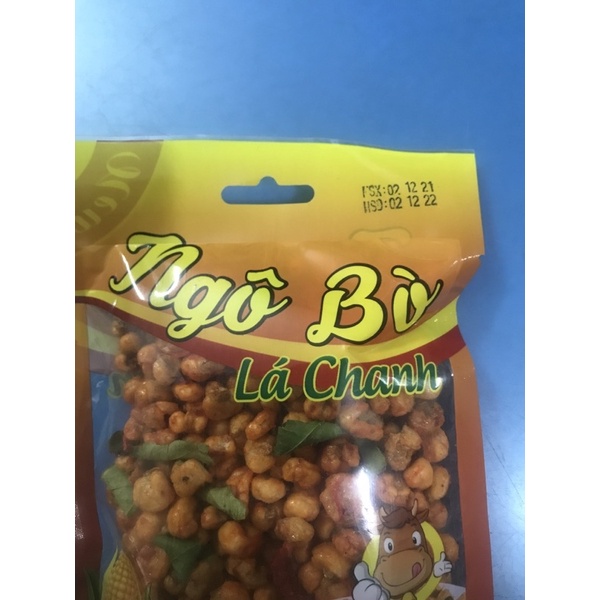 NSX:02 12 21
HSD:02 12 22
Ngô Bò
Lá Chanh